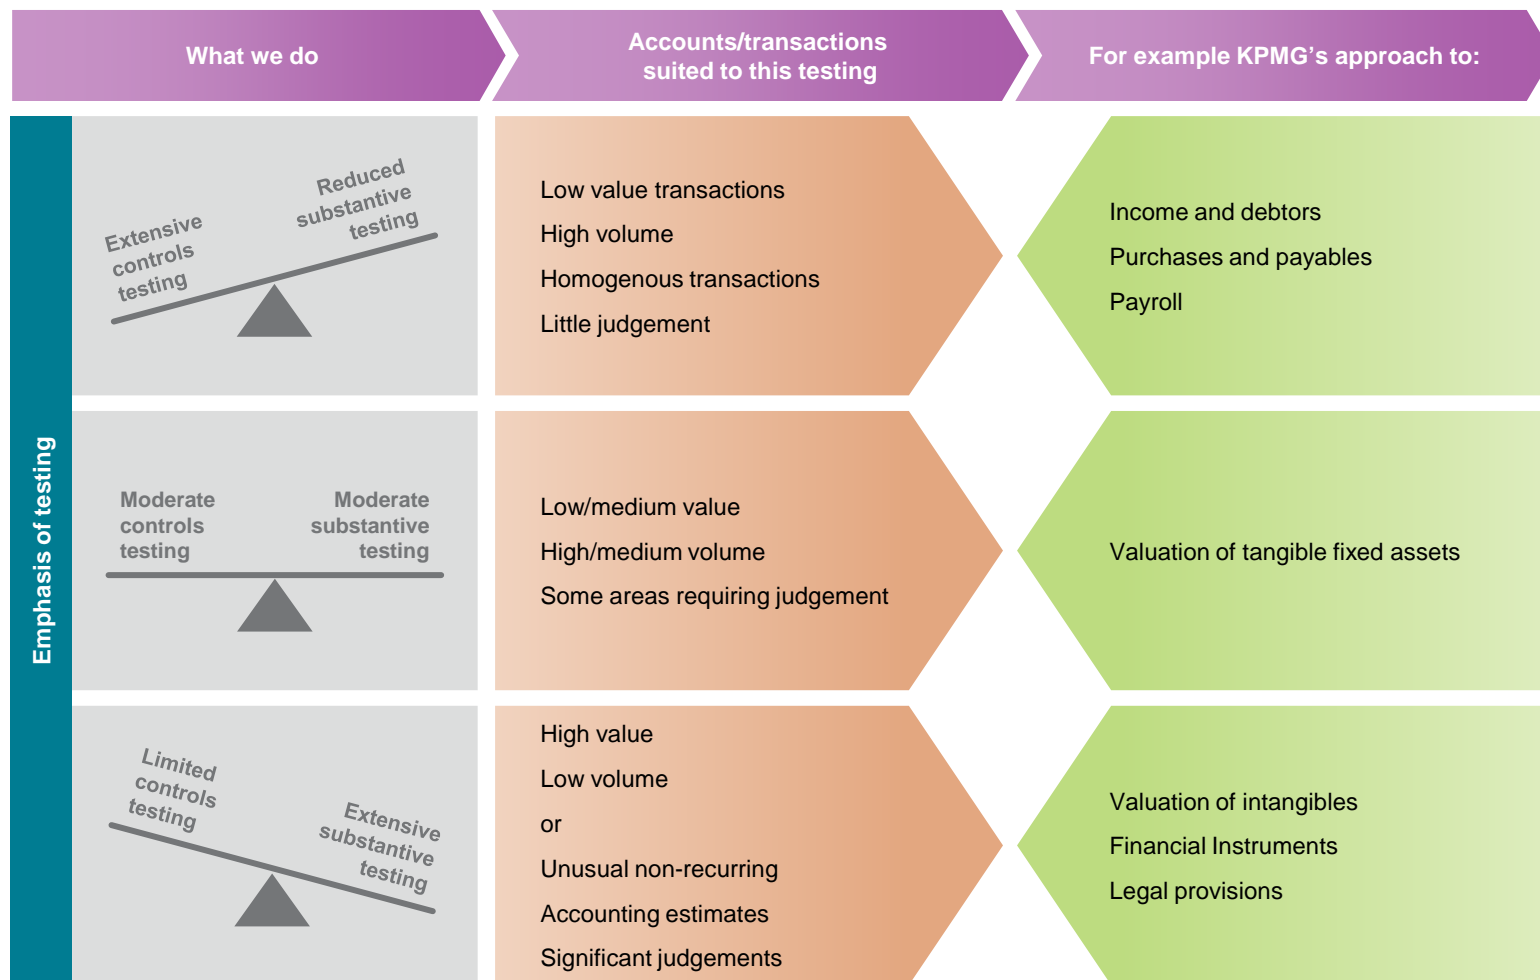 What we do
Accounts/transactions
suited to this testing
For example KPMG's approach to:
Emphasis of testing
Extensive
controls
testing
Reduced
substantive
testing
Low value transactions
High volume
Homogenous transactions
Little judgement
Income and debtors
Purchases and payables
Payroll
Moderate
controls
testing
Moderate
substantive
testing
Low/medium value
High/medium volume
Some areas requiring judgement
Valuation of tangible fixed assets
Limited
controls
testing
Extensive
substantive
testing
High value
Low volume
or
Unusual non-recurring
Accounting estimates
Significant judgements
Valuation of intangibles
Financial Instruments
Legal provisions